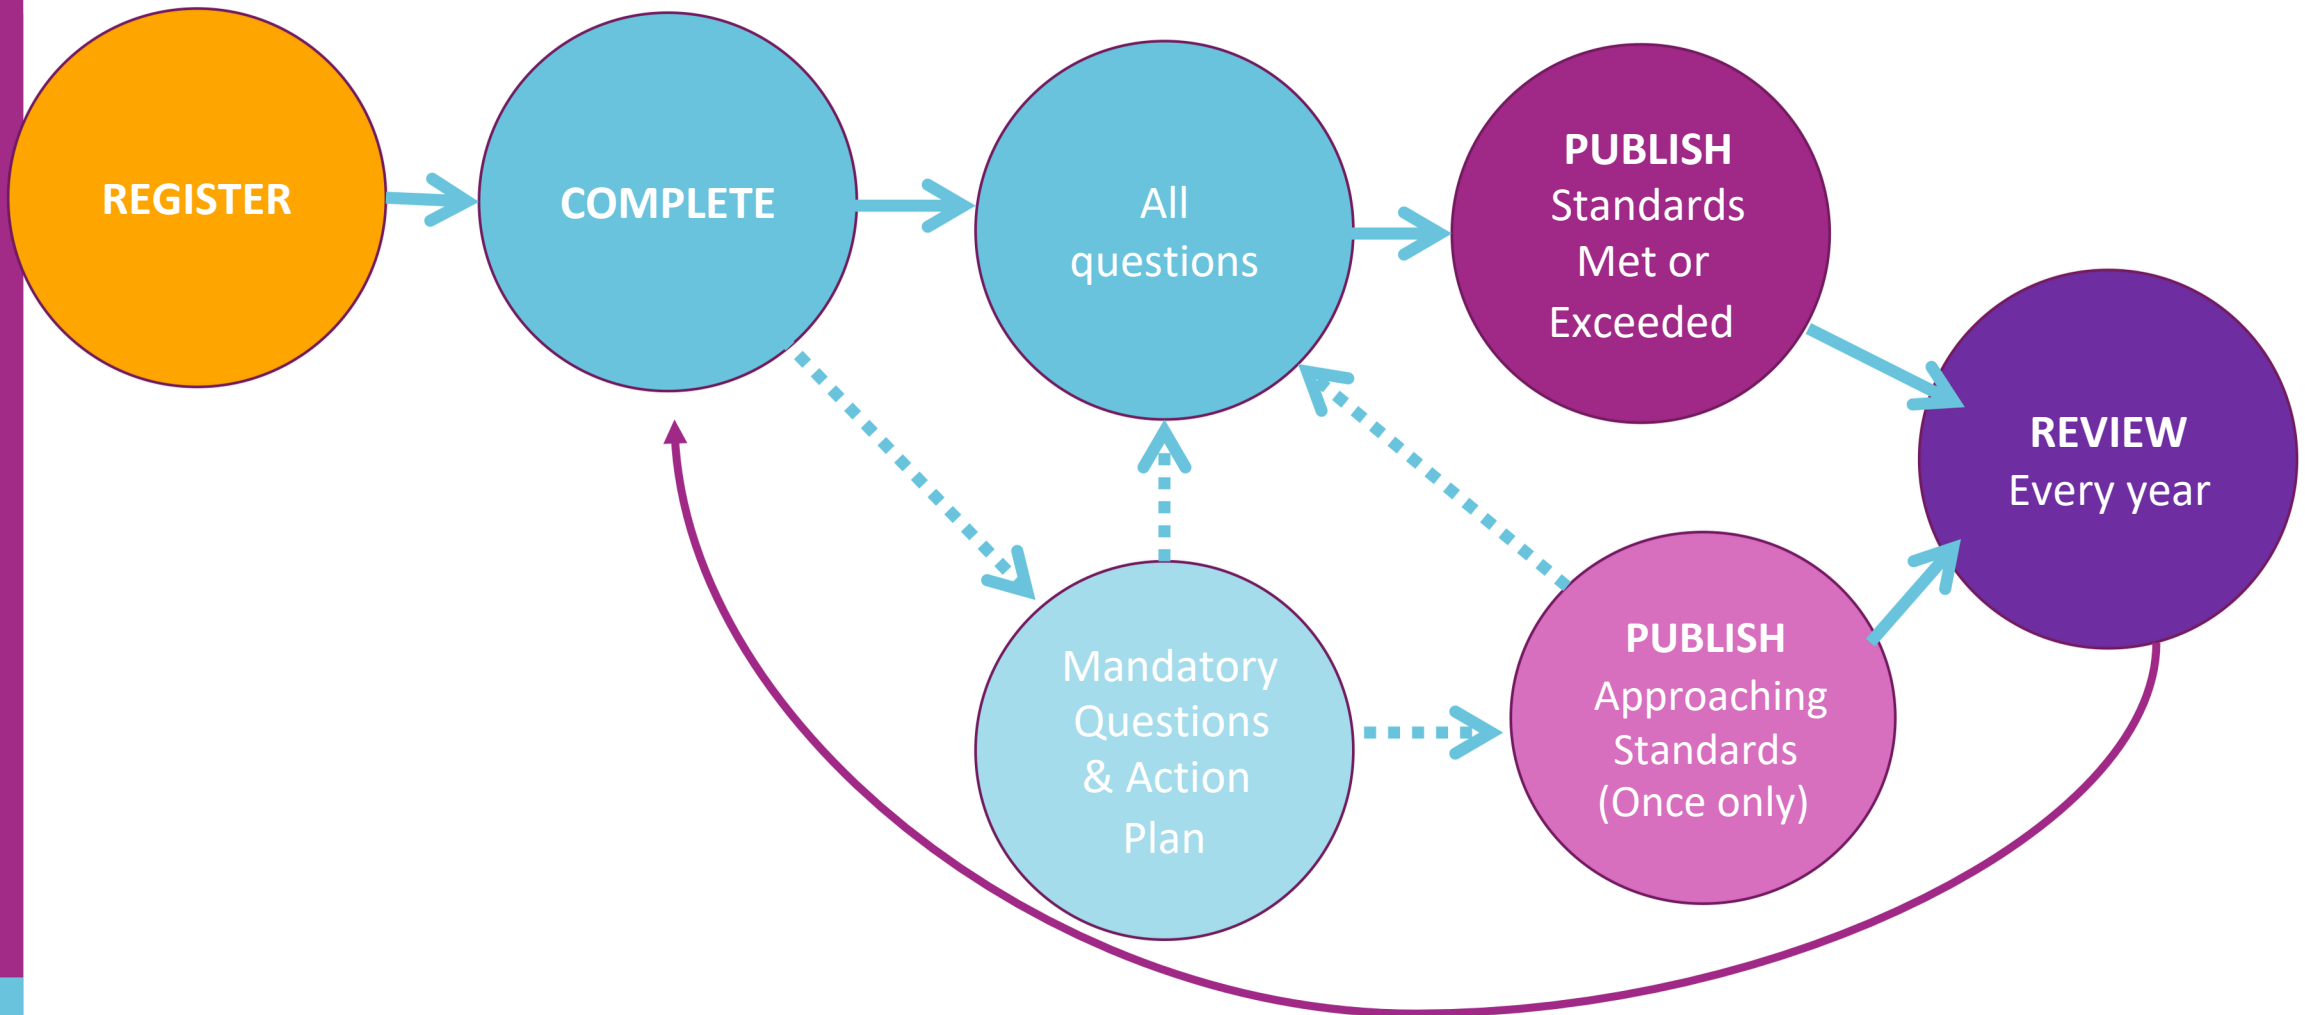 REGISTER
COMPLETE
All
questions
PUBLISH
Standards
Met or
Exceeded
REVIEW
Every year
Mandatory
Questions
& Action
Plan
PUBLISH
Approaching
Standards
(Once only)